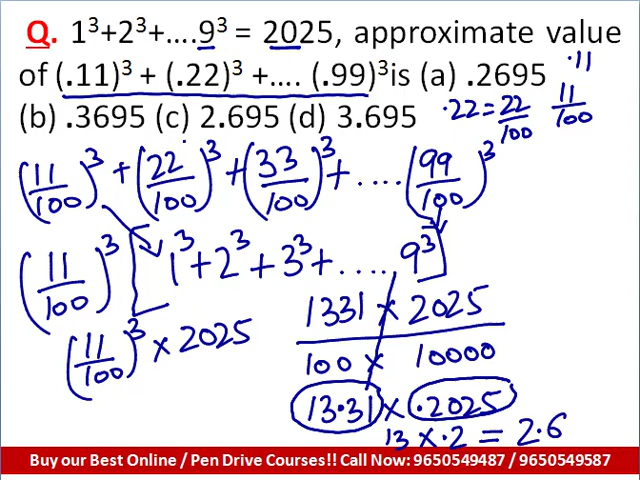 Q. 1³+2³+....9³ = 2025, approximate value
of (.11)³ + (.22)³ +.... (.99)³is (a) .2695
(b) .3695 (c) 2.695 (d) 3.695
.11
.22 = 22/100 11/100
(11/100)³ + (22/100)³ + (33/100)³ + .... (99/100)³
(11/100)³ [1³ + 2³ + 3³ + .... 9³]
(11/100)³ × 2025
1331 × 2025
100 × 10000
13.31 × .2025
13 × .2 = 2.6
Buy our Best Online / Pen Drive Courses!! Call Now: 9650549487 / 9650549587